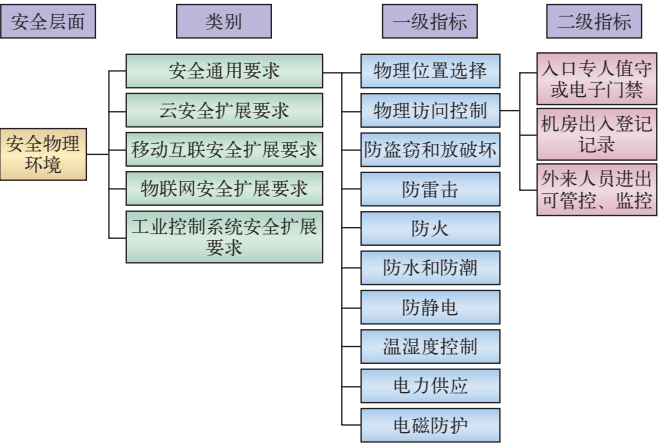 安全层面
类别
一级指标
二级指标
安全物理
环境
安全通用要求
云安全扩展要求
移动互联安全扩展要求
物联网安全扩展要求
工业控制系统安全扩展
要求
物理位置选择
物理访问控制
防盗窃和放破坏
防雷击
防火
防水和防潮
防静电
温湿度控制
电力供应
电磁防护
入口专人值守
或电子门禁
机房出入登记
记录
外来人员进出
可管控、监控